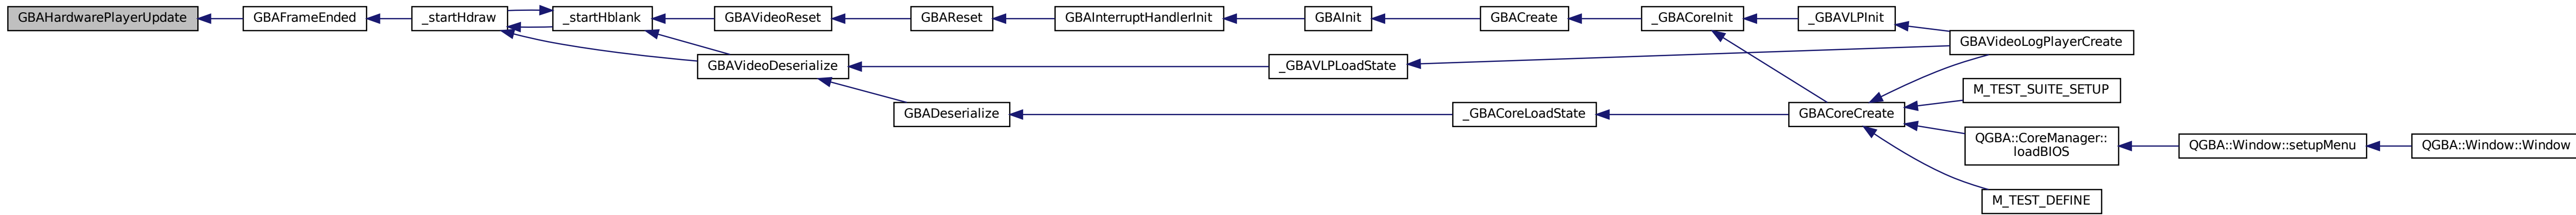 GBAHardwarePlayerUpdate
GBAFrameEnded
_startHdraw
_startHblank
GBAVideoReset
GBAReset
GBAInterruptHandlerInit
GBAInit
GBACreate
_GBACoreInit
_GBAVLPInit
GBAVideoLogPlayerCreate
GBAVideoDeserialize
_GBAVLPLoadState
M_TEST_SUITE_SETUP
GBADeserialize
_GBACoreLoadState
GBACoreCreate
QGBA::CoreManager::
loadBIOS
QGBA::Window::setupMenu
QGBA::Window::Window
M_TEST_DEFINE